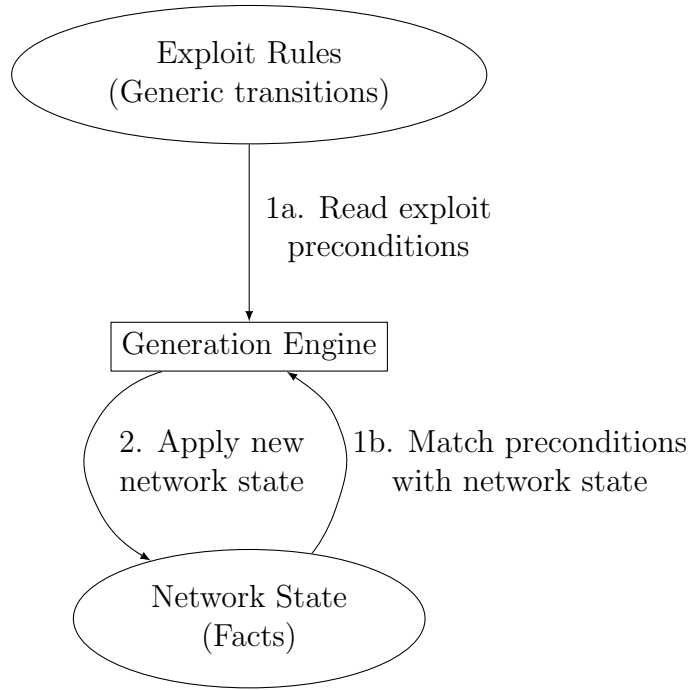 Exploit Rules
(Generic transitions)
1a. Read exploit
preconditions
Generation Engine
2. Apply new
network state
1b. Match preconditions
with network state
Network State
(Facts)